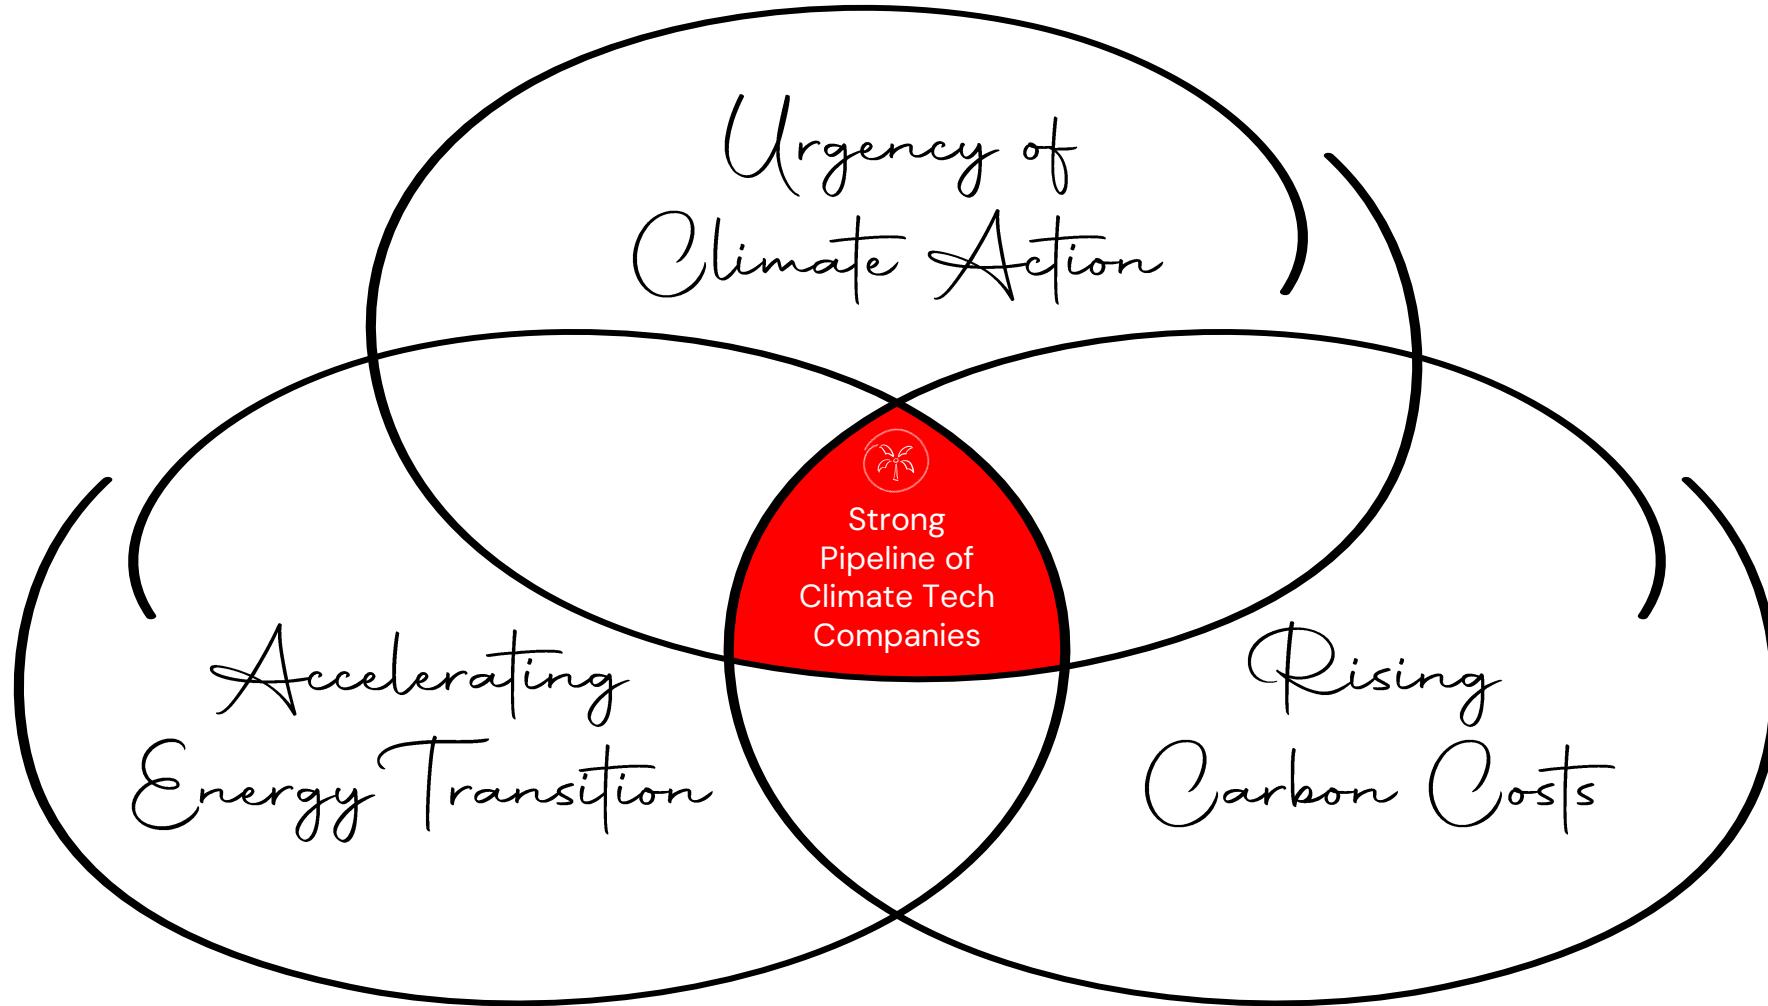 Urgency of
Climate Action
Strong
Pipeline of
Climate Tech
Companies
Accelerating
Energy Transition
Rising
Carbon Costs